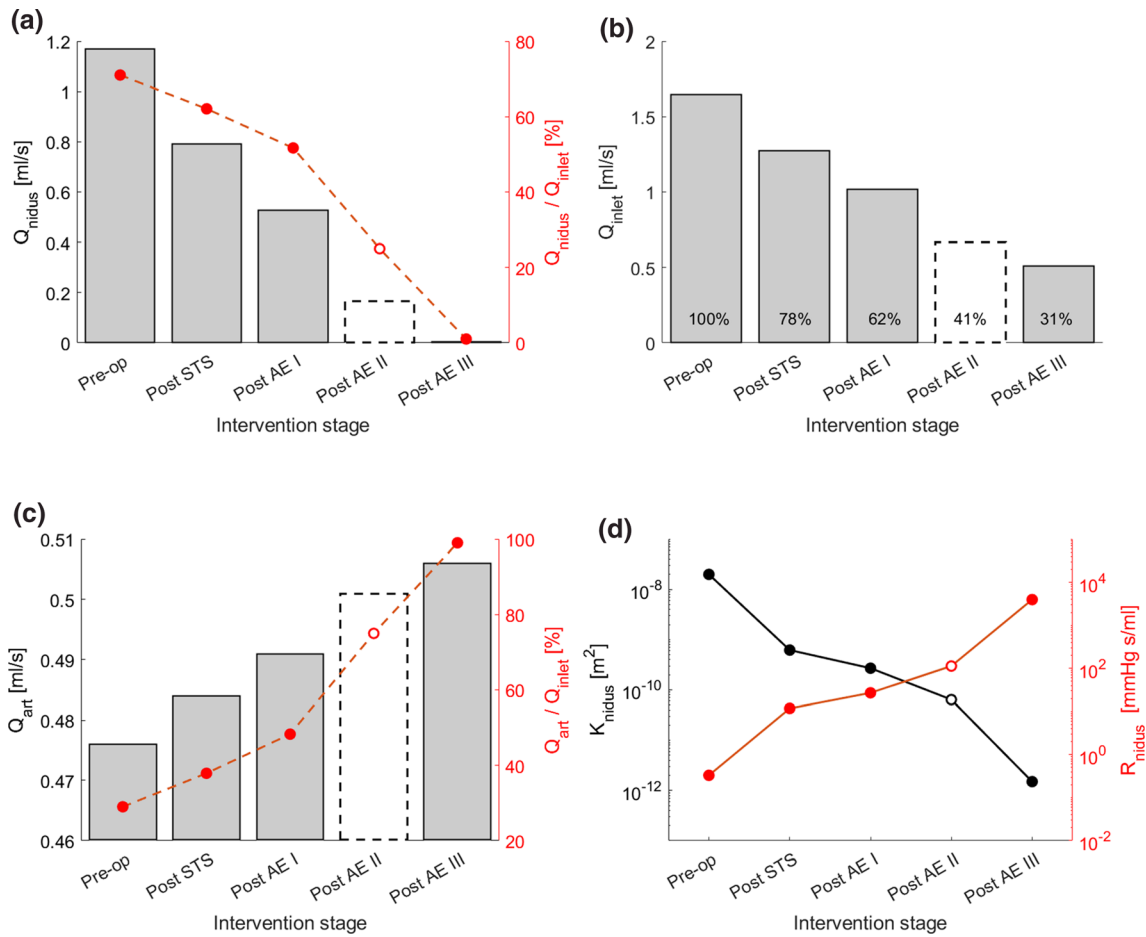 (a)
1.2
1
0.8
0.6
0.4
0.2
0
Q_nidus [ml/s]
80
60
40
20
0
Q_nidus / Q_inlet [%]
Pre-op
Post STS
Post AE I
Post AE II
Post AE III
Intervention stage
(b)
2
1.5
1
0.5
0
Q_inlet [ml/s]
100%
78%
62%
41%
31%
Pre-op
Post STS
Post AE I
Post AE II
Post AE III
Intervention stage
(c)
0.51
0.5
0.49
0.48
0.47
0.46
Q_art [ml/s]
100
80
60
40
20
Q_art / Q_inlet [%]
Pre-op
Post STS
Post AE I
Post AE II
Post AE III
Intervention stage
(d)
10^-8
10^-10
10^-12
K_nidus [m^2]
10^4
10^2
10^0
10^-2
R_nidus [mmHg s/ml]
Pre-op
Post STS
Post AE I
Post AE II
Post AE III
Intervention stage